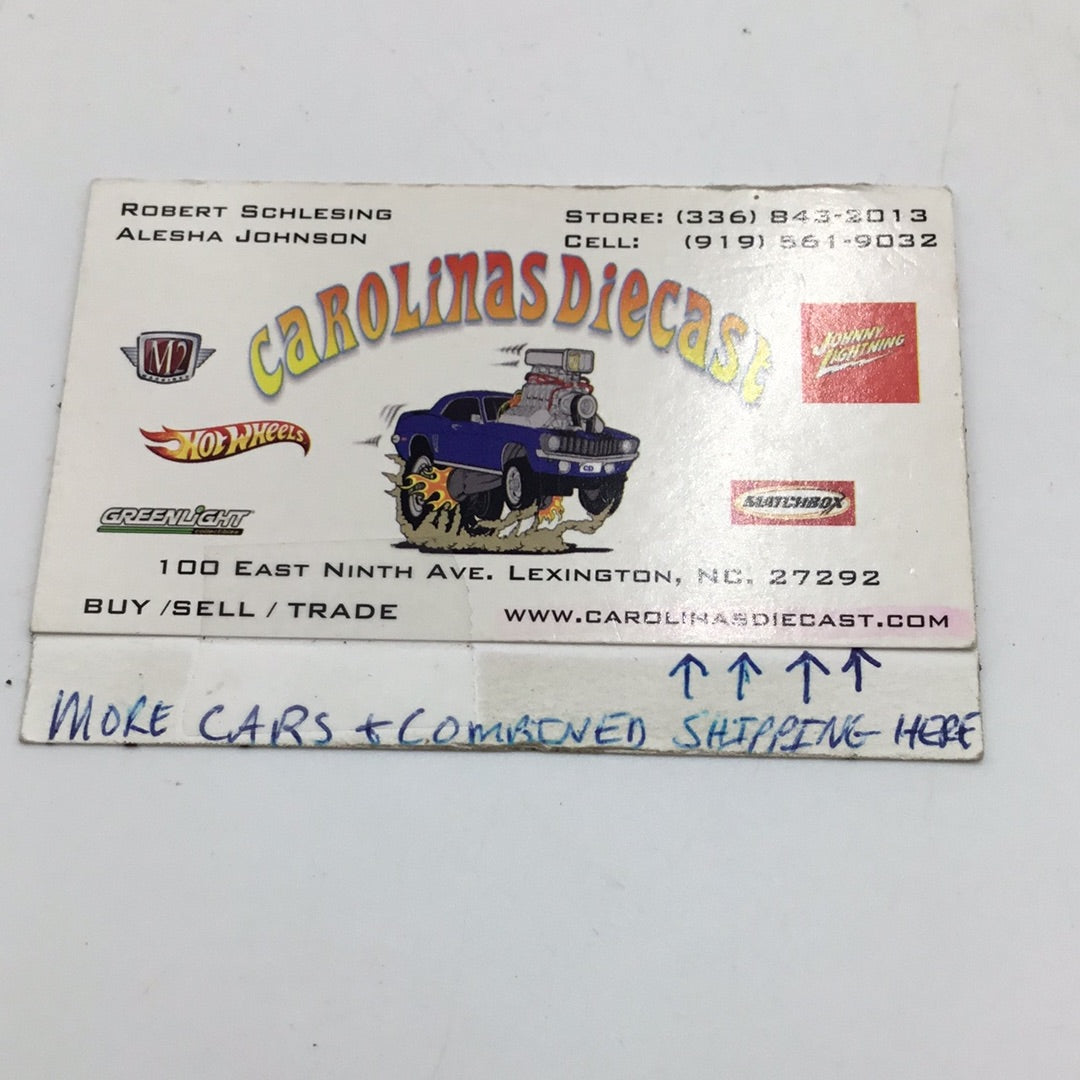 ROBERT SCHLESING
ALESHA JOHNSON
STORE: (336) 843-2013
CELL: (919) 561-9032
CAROLINAS DIECAST
M2
MACHINES
JOHNNY
LIGHTNING
HOT WHEELS
CD
MATCHBOX
GREENLIGHT
100 EAST NINTH AVE. LEXINGTON, NC. 27292
BUY /SELL / TRADE
WWW.CAROLINASDIECAST.COM
MORE CARS + COMBINED SHIPPING HERE